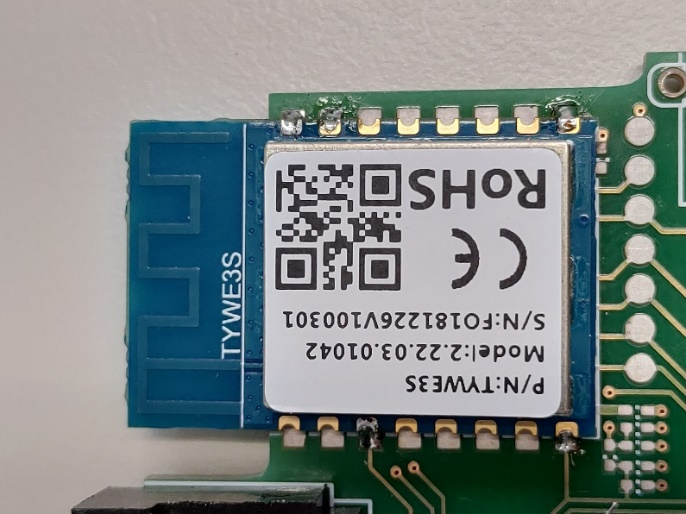 TYWE3S
P/N:TYWE3S
Model:2.22.03.01042
S/N:FO181226V100301
CE
RoHS